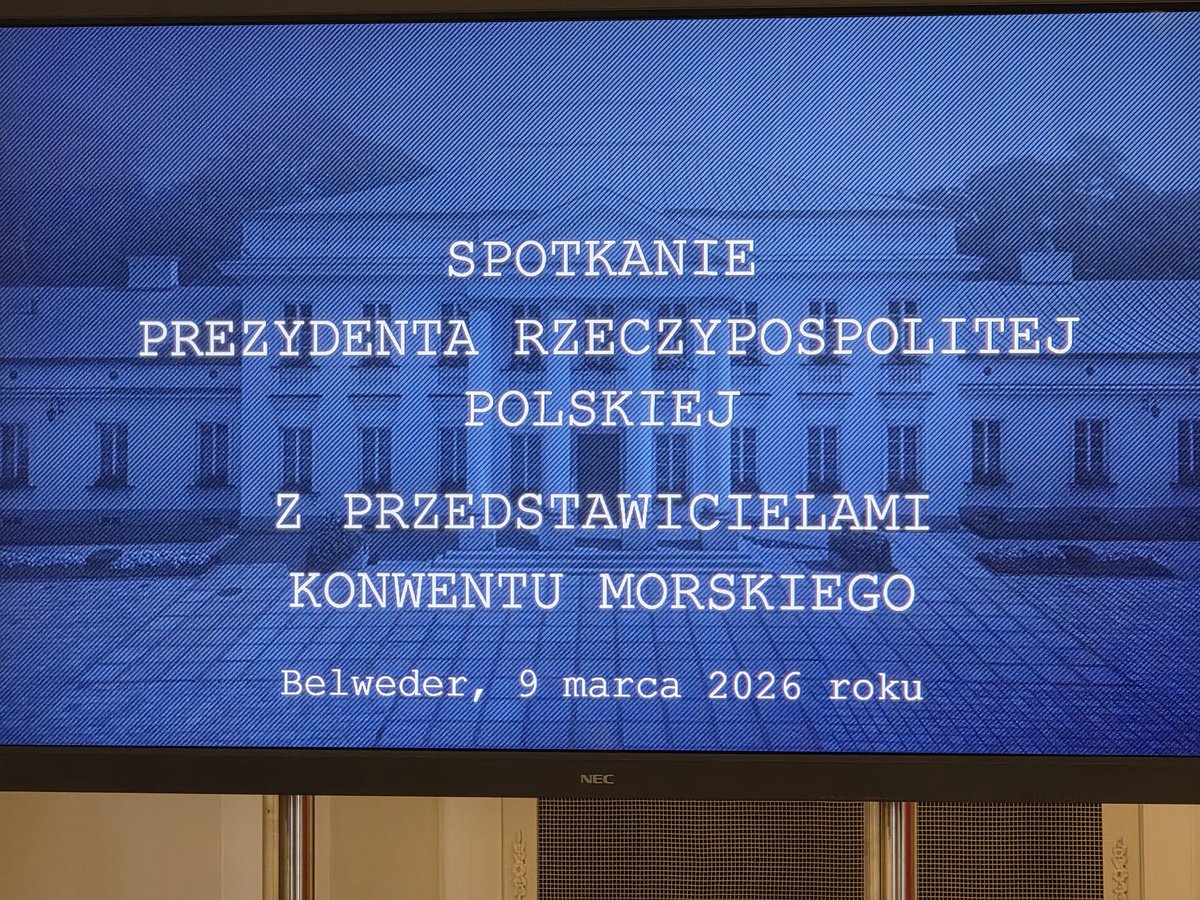 SPOTKANIE
PREZYDENTA RZECZYPOSPOLITEJ
POLSKIEJ
Z PRZEDSTAWICIELAMI
KONWENTU MORSKIEGO
Belweder, 9 marca 2026 roku
NEC